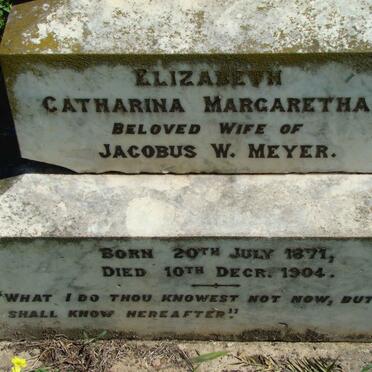 ELIZABETH
CATHARINA MARGARETHA
BELOVED WIFE OF
JACOBUS W. MEYER.
BORN 20TH JULY 1871,
DIED 10TH DECR. 1904.
"WHAT I DO THOU KNOWEST NOT NOW, BUT
SHALL KNOW HEREAFTER".